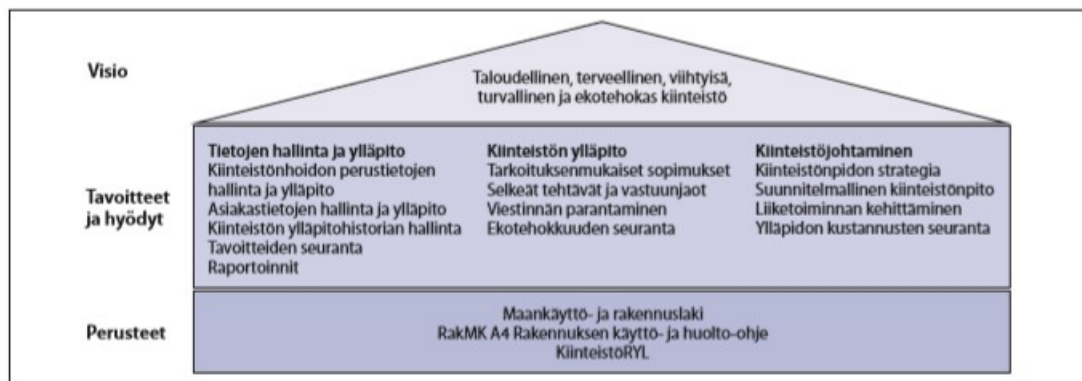 Visio
Taloudellinen, terveellinen, viihtyisä,
turvallinen ja ekotehokas kiinteistö
Tavoitteet
ja hyödyt
Tietojen hallinta ja ylläpito
Kiinteistönhoidon perustietojen
hallinta ja ylläpito
Asiakastietojen hallinta ja ylläpito
Kiinteistön ylläpitohistorian hallinta
Tavoitteiden seuranta
Raportoinnit
Kiinteistön ylläpito
Tarkoituksenmukaiset sopimukset
Selkeät tehtävät ja vastuunjaot
Viestinnän parantaminen
Ekotehokkuuden seuranta
Kiinteistöjohtaminen
Kiinteistönpidon strategia
Suunnitelmallinen kiinteistönpito
Liiketoiminnan kehittäminen
Ylläpidon kustannusten seuranta
Perusteet
Maankäyttö- ja rakennuslaki
RakMK A4 Rakennuksen käyttö- ja huolto-ohje
KiinteistöRYL